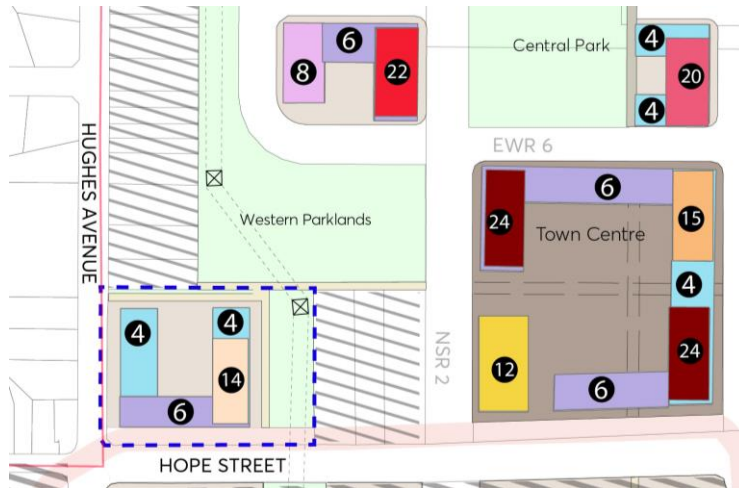 6
8
22
Central Park
4
20
4
EWR 6
HUGHES AVENUE
Western Parklands
24
6
15
Town Centre
4
4
4
14
6
NSR 2
12
24
6
HOPE STREET